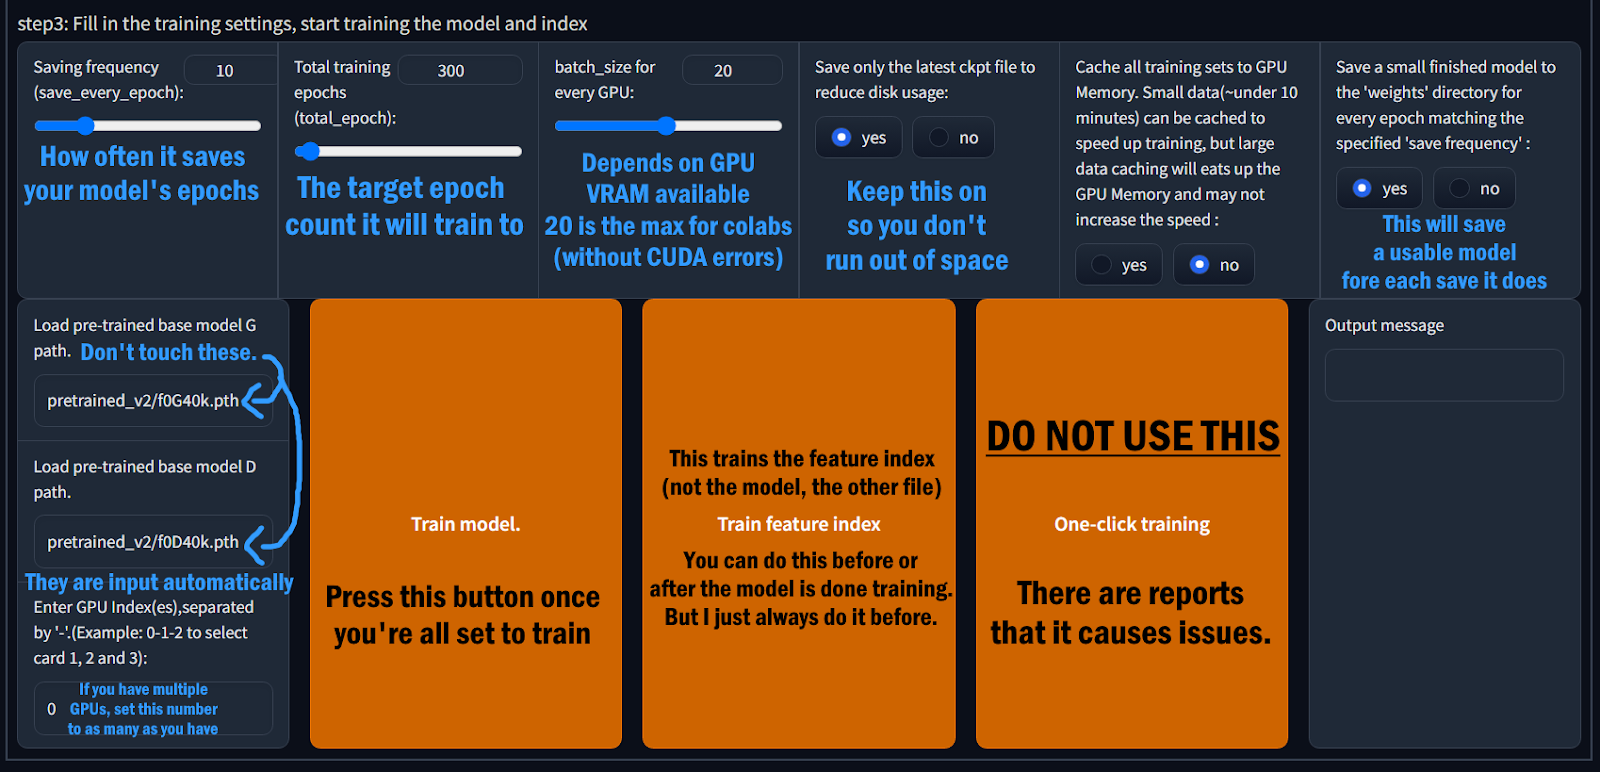 step3: Fill in the training settings, start training the model and index
Saving frequency
(save_every_epoch):
10
How often it saves
your model's epochs
Total training
epochs
(total_epoch):
300
The target epoch
count it will train to
batch_size for
every GPU:
20
Depends on GPU
VRAM available
20 is the max for colabs
(without CUDA errors)
Save only the latest ckpt file to
reduce disk usage:
yes
no
Keep this on
so you don't
run out of space
Cache all training sets to GPU
Memory. Small data(~under 10
minutes) can be cached to
speed up training, but large
data caching will eats up the
GPU Memory and may not
increase the speed :
yes
no
Save a small finished model to
the 'weights' directory for
every epoch matching the
specified 'save frequency' :
yes
no
This will save
a usable model
fore each save it does
Load pre-trained base model G
path.
Don't touch these.
pretrained_v2/f0G40k.pth
Load pre-trained base model D
path.
pretrained_v2/f0D40k.pth
They are input automatically
Enter GPU Index(es),separated
by '-'.(Example: 0-1-2 to select
card 1, 2 and 3):
0
If you have multiple
GPUs, set this number
to as many as you have
Train model.
Press this button once
you're all set to train
This trains the feature index
(not the model, the other file)
Train feature index
You can do this before or
after the model is done training.
But I just always do it before.
DO NOT USE THIS
One-click training
There are reports
that it causes issues.
Output message